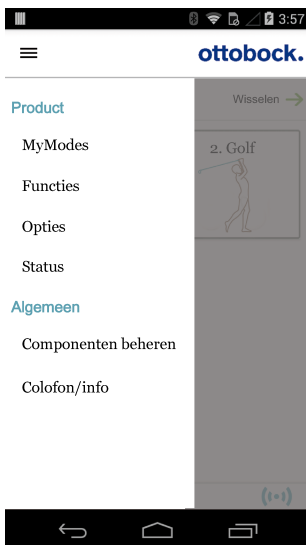 3:57
ottobock.
Product
Wisselen
MyModes
2. Golf
Functies
Opties
Status
Algemeen
Componenten beheren
Colofon/info